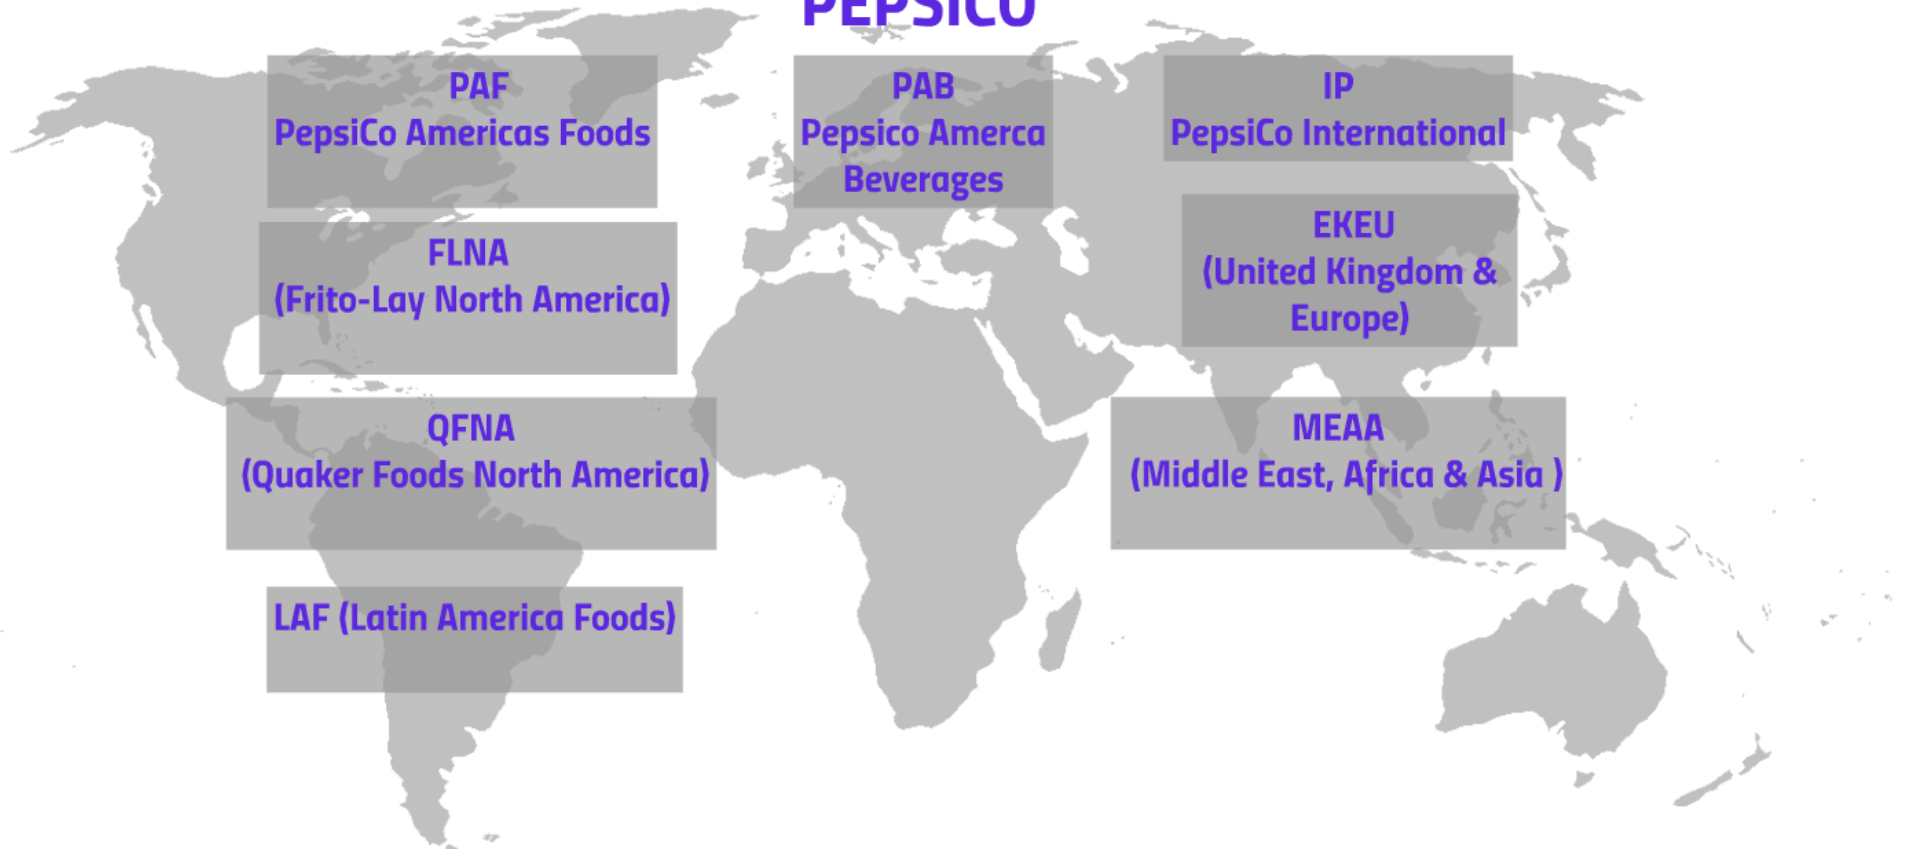 PEPSICO
PAF
PepsiCo Americas Foods
PAB
Pepsico Amerca
Beverages
IP
PepsiCo International
FLNA
(Frito-Lay North America)
EKEU
(United Kingdom &
Europe)
QFNA
(Quaker Foods North America)
MEAA
(Middle East, Africa & Asia )
LAF (Latin America Foods)